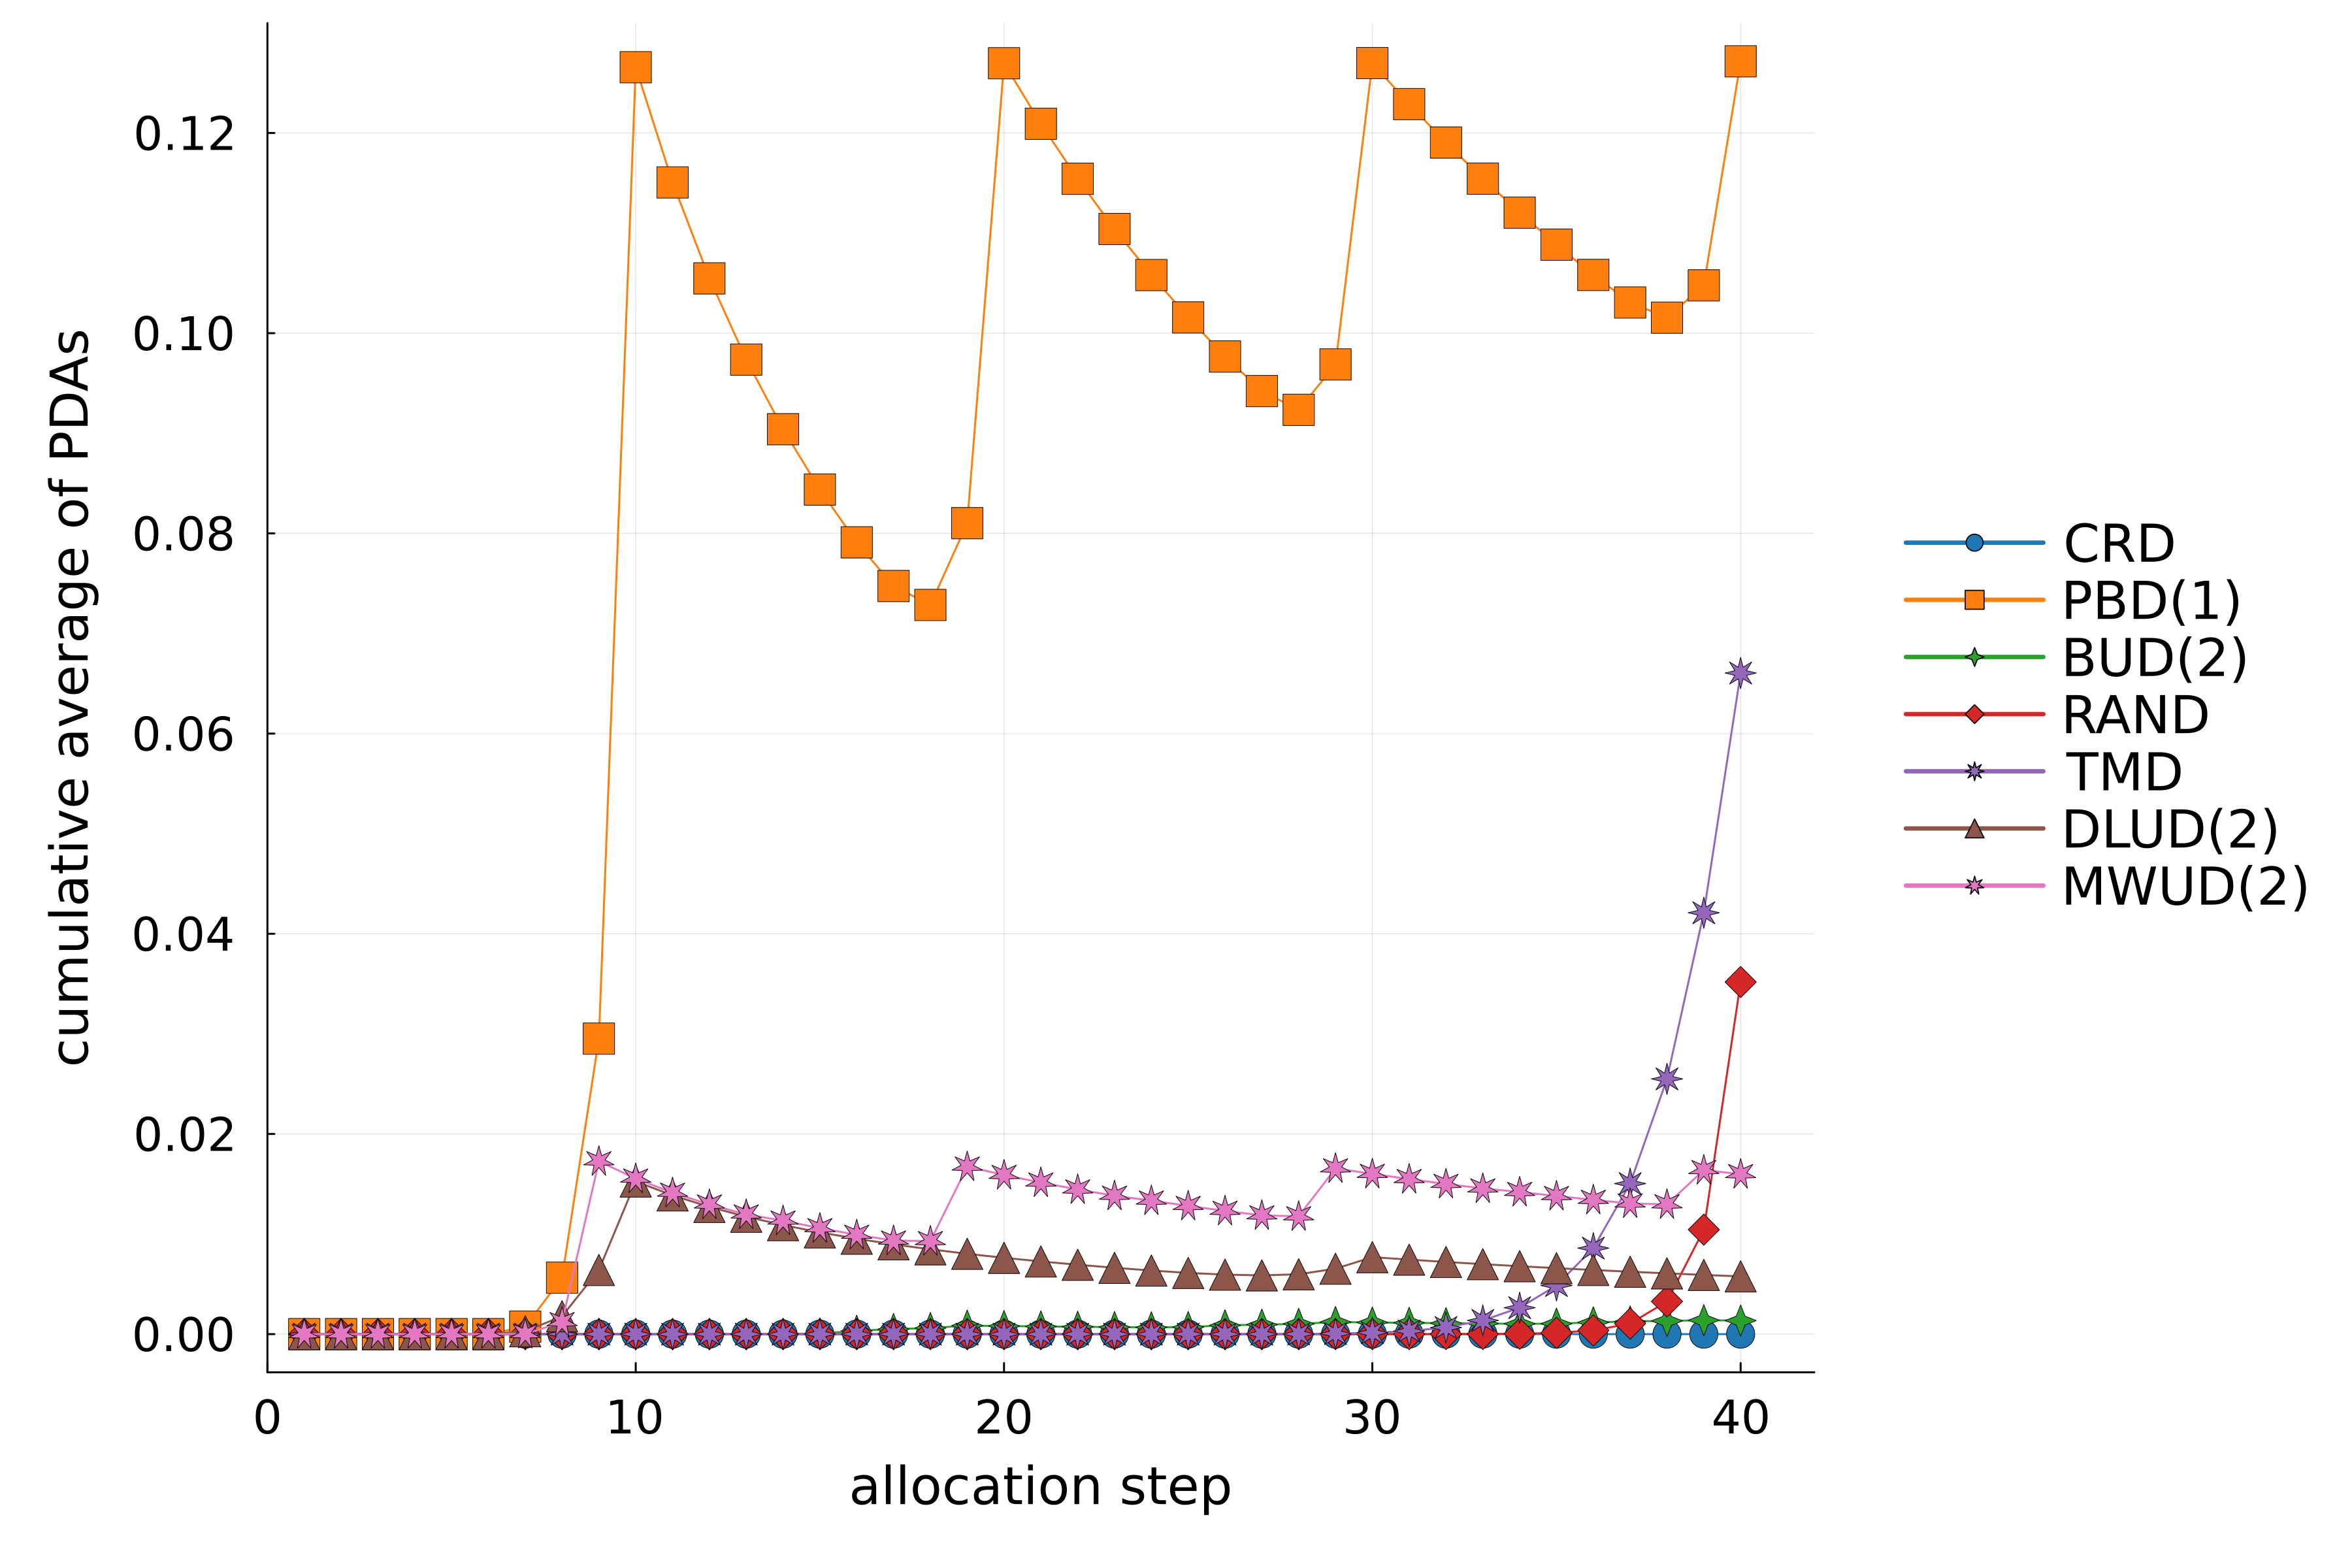 cumulative average of PDAs
0.12
0.10
0.08
0.06
0.04
0.02
0.00
0
10
20
30
40
allocation step
CRD
PBD(1)
BUD(2)
RAND
TMD
DLUD(2)
MWUD(2)